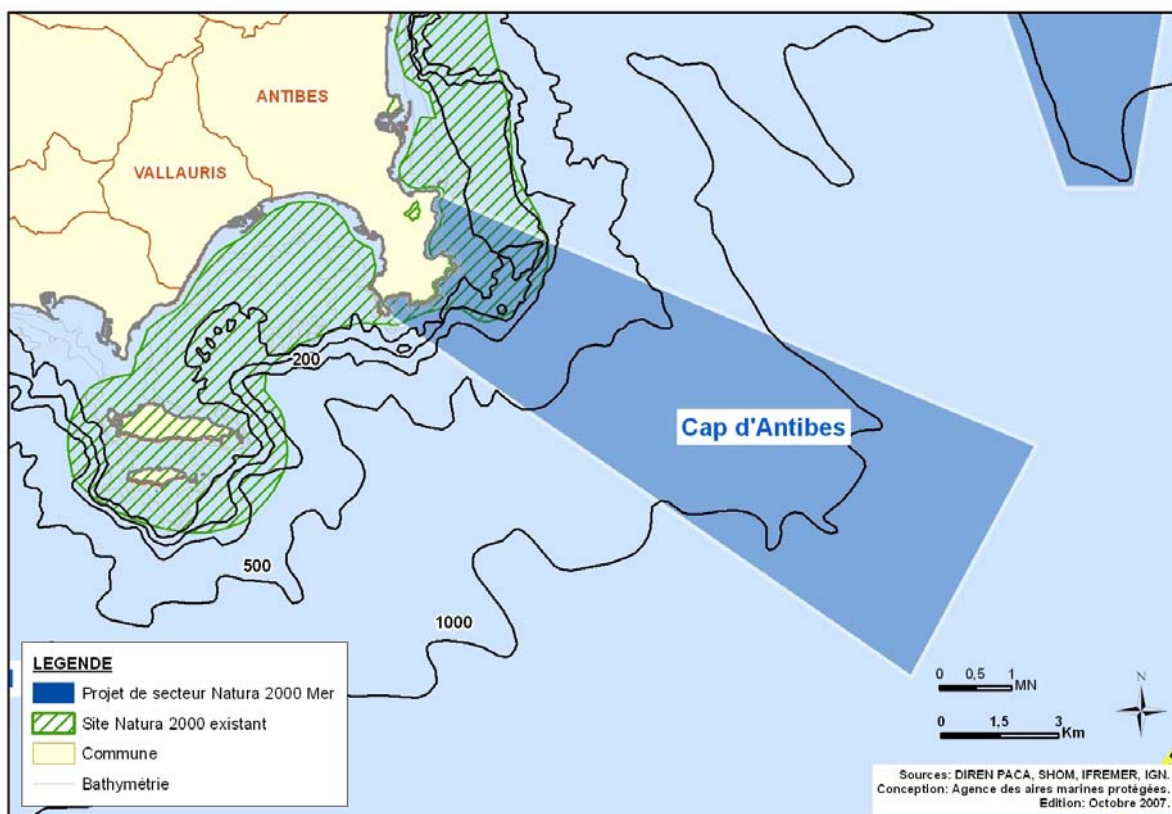 ANTIBES
VALLAURIS
200
Cap d'Antibes
500
1000
LEGENDE
Projet de secteur Natura 2000 Mer
Site Natura 2000 existant
Commune
Bathymétrie
0 0,5 1
MN
0 1,5 3
Km
N
Sources: DIREN PACA, SHOM, IFREMER, IGN.
Conception: Agence des aires marines protégées.
Edition: Octobre 2007.